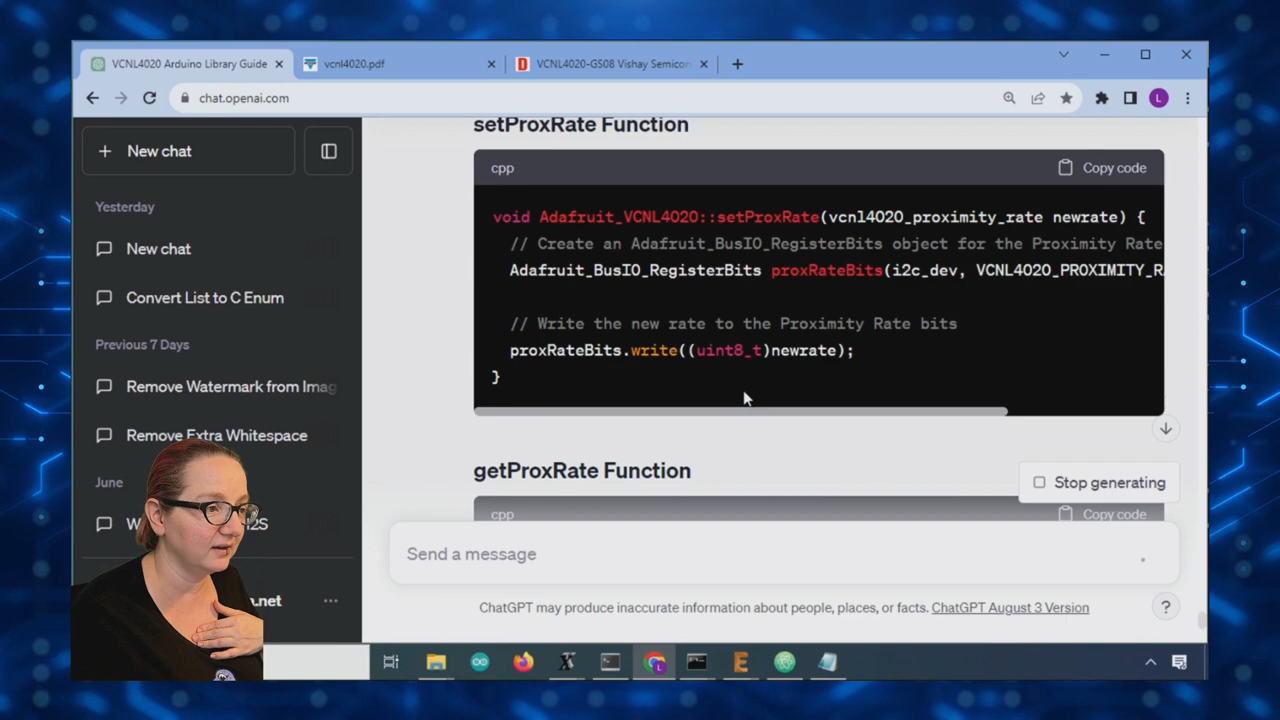 VCNL4020 Arduino Library Guide
vcnl4020.pdf
VCNL4020-GS08 Vishay Semicon
chat.openai.com
L
New chat
Yesterday
New chat
Convert List to C Enum
Previous 7 Days
Remove Watermark from Imag
Remove Extra Whitespace
June
.net
setProxRate Function
cpp
Copy code
void Adafruit_VCNL4020::setProxRate(vcnl4020_proximity_rate newrate) {
// Create an Adafruit_BusIO_RegisterBits object for the Proximity Rate
Adafruit_BusIO_RegisterBits proxRateBits(i2c_dev, VCNL4020_PROXIMITY_RA
// Write the new rate to the Proximity Rate bits
proxRateBits.write((uint8_t)newrate);
}
getProxRate Function
Stop generating
cpp
Copy code
Send a message
ChatGPT may produce inaccurate information about people, places, or facts. ChatGPT August 3 Version
?